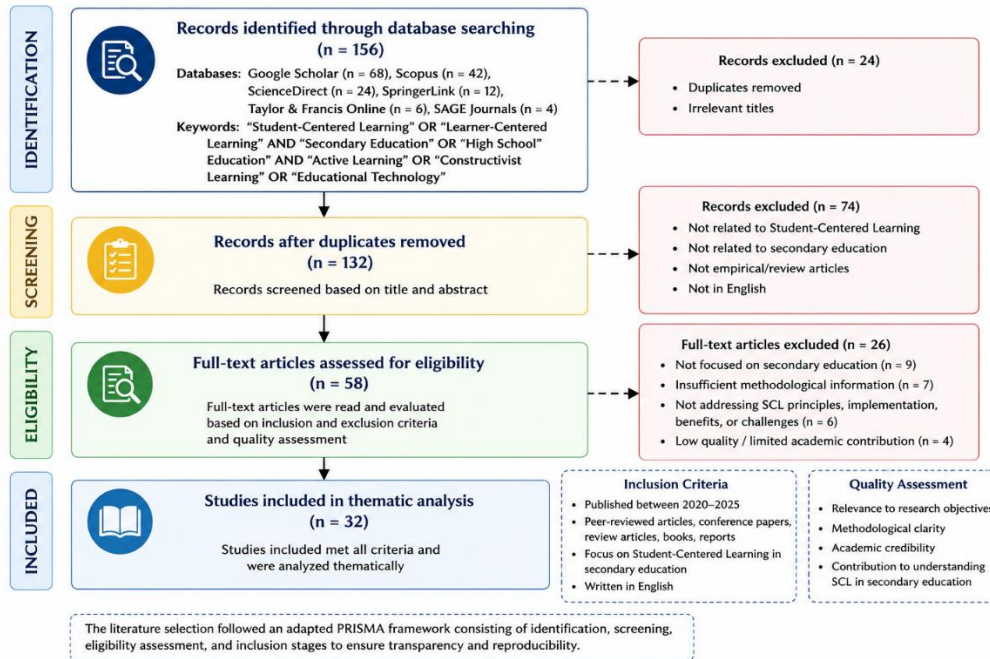 IDENTIFICATION
Records identified through database searching
(n = 156)
Databases: Google Scholar (n = 68), Scopus (n = 42),
ScienceDirect (n = 24), SpringerLink (n = 12),
Taylor & Francis Online (n = 6), SAGE Journals (n = 4)
Keywords: “Student-Centered Learning” OR “Learner-Centered
Learning” AND “Secondary Education” OR “High School”
Education” AND “Active Learning” OR “Constructivist
Learning” OR “Educational Technology”
Records excluded (n = 24)
• Duplicates removed
• Irrelevant titles
SCREENING
Records after duplicates removed
(n = 132)
Records screened based on title and abstract
Records excluded (n = 74)
• Not related to Student-Centered Learning
• Not related to secondary education
• Not empirical/review articles
• Not in English
ELIGIBILITY
Full-text articles assessed for eligibility
(n = 58)
Full-text articles were read and evaluated
based on inclusion and exclusion criteria
and quality assessment
Full-text articles excluded (n = 26)
• Not focused on secondary education (n = 9)
• Insufficient methodological information (n = 7)
• Not addressing SCL principles, implementation,
benefits, or challenges (n = 6)
• Low quality / limited academic contribution (n = 4)
INCLUDED
Studies included in thematic analysis
(n = 32)
Studies included met all criteria and
were analyzed thematically
Inclusion Criteria
• Published between 2020–2025
• Peer-reviewed articles, conference papers,
review articles, books, reports
• Focus on Student-Centered Learning in
secondary education
• Written in English
Quality Assessment
• Relevance to research objectives
• Methodological clarity
• Academic credibility
• Contribution to understanding
SCL in secondary education
The literature selection followed an adapted PRISMA framework consisting of identification, screening,
eligibility assessment, and inclusion stages to ensure transparency and reproducibility.